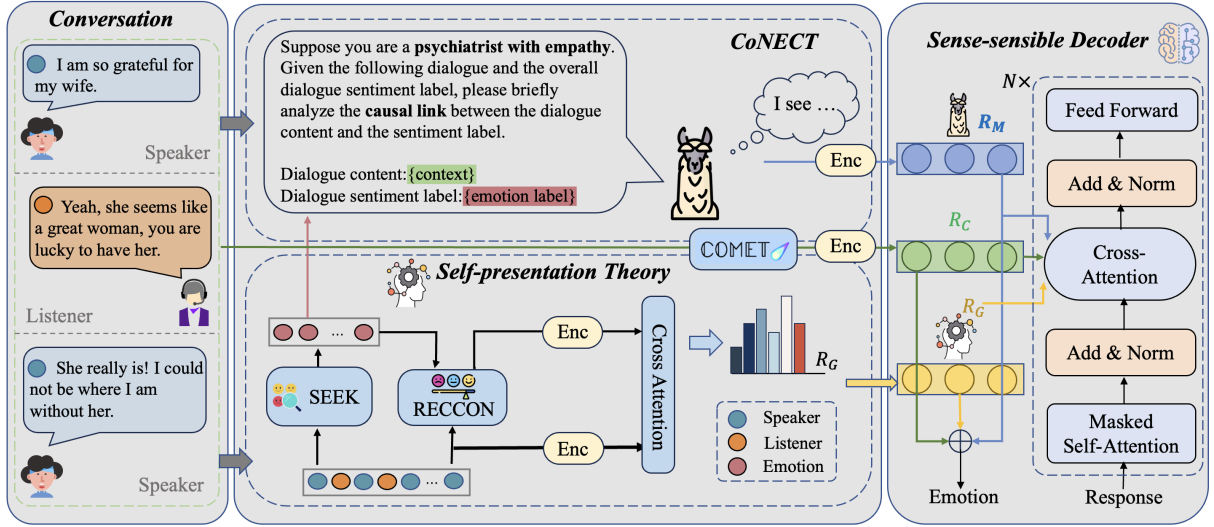 Conversation
I am so grateful for
my wife.
Speaker
Yeah, she seems like
a great woman, you are
lucky to have her.
Listener
She really is! I could
not be where I am
without her.
Speaker
CoNECT
Suppose you are a psychiatrist with empathy.
Given the following dialogue and the overall
dialogue sentiment label, please briefly
analyze the causal link between the dialogue
content and the sentiment label.
Dialogue content:{context}
Dialogue sentiment label:{emotion label}
I see ...
Enc
COMET
Enc
Self-presentation Theory
...
SEEK
RECCON
Enc
Enc
...
Cross Attention
R_G
Speaker
Listener
Emotion
Sense-sensible Decoder
N×
R_M
R_C
R_G
Emotion
Feed Forward
Add & Norm
Cross-
Attention
Add & Norm
Masked
Self-Attention
Response